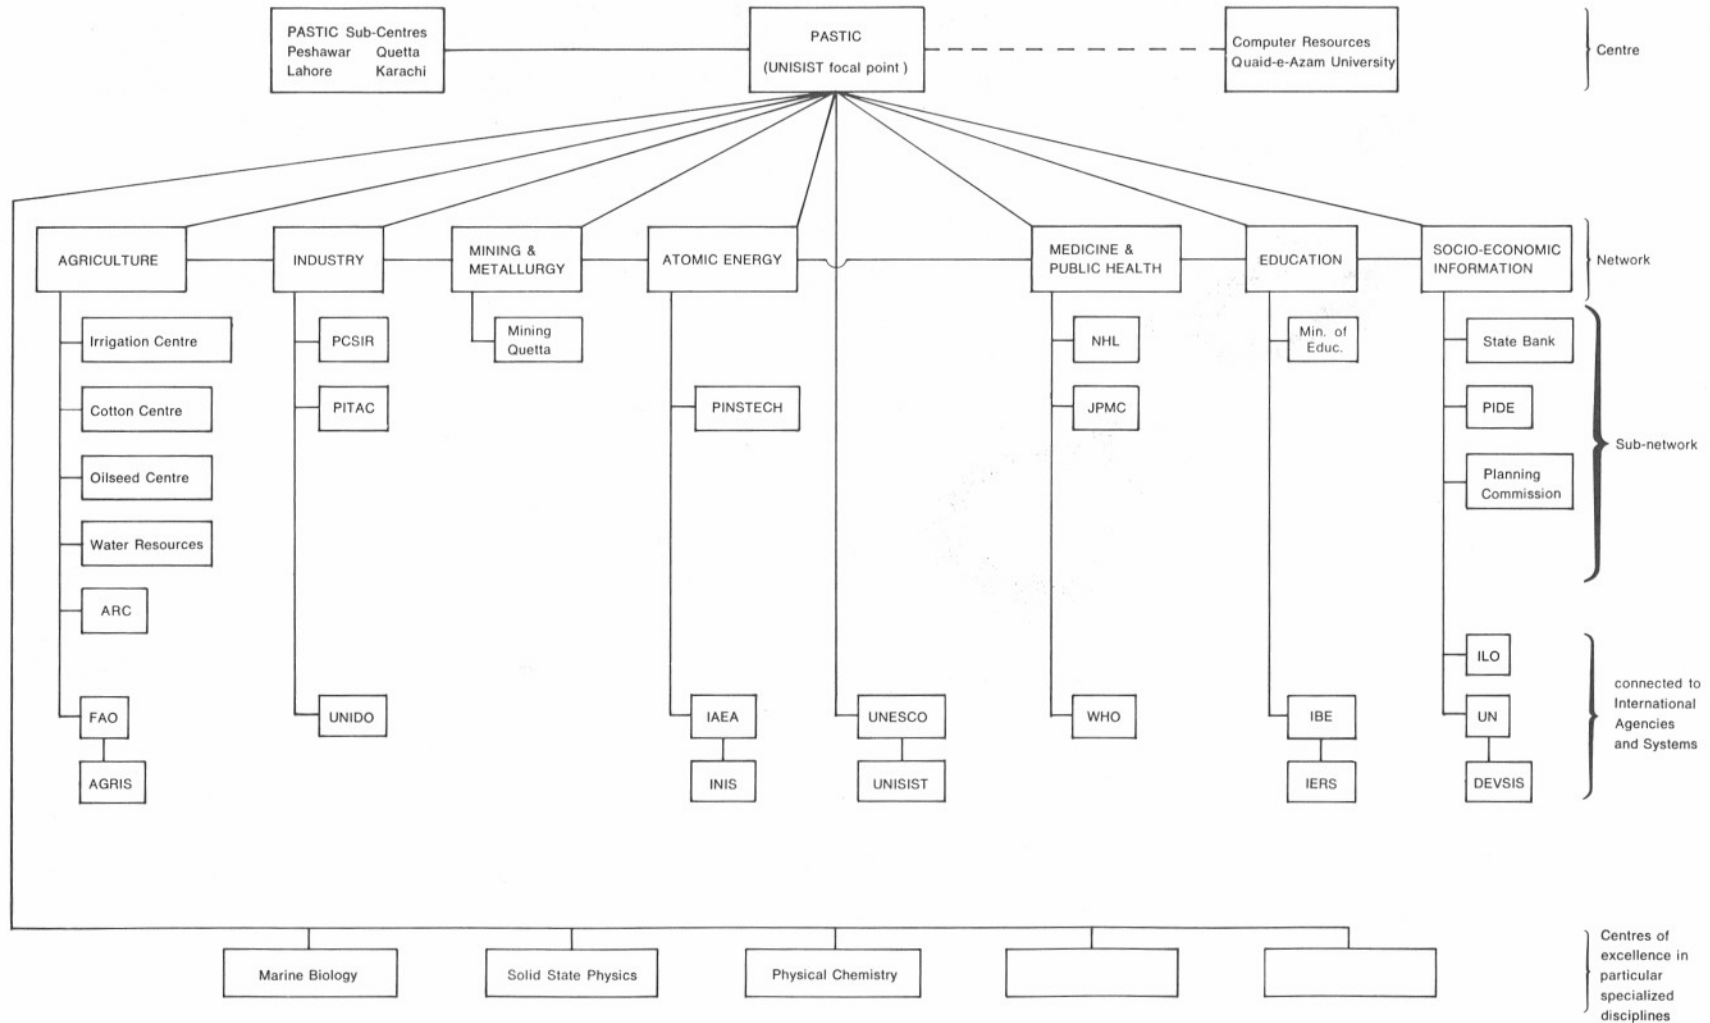 PASTIC Sub-Centres
Peshawar Quetta
Lahore Karachi
PASTIC
(UNISIST focal point)
Computer Resources
Quaid-e-Azam University
Centre
AGRICULTURE
INDUSTRY
MINING &
METALLURGY
ATOMIC ENERGY
MEDICINE &
PUBLIC HEALTH
EDUCATION
SOCIO-ECONOMIC
INFORMATION
Network
Irrigation Centre
Cotton Centre
Oilseed Centre
Water Resources
ARC
FAO
AGRIS
PCSIR
PITAC
UNIDO
Mining
Quetta
PINSTECH
IAEA
INIS
UNESCO
UNISIST
NHL
JPMC
WHO
Min. of
Educ.
IBE
IERS
State Bank
PIDE
Planning
Commission
ILO
UN
DEVSIS
Sub-network
connected to
International
Agencies
and Systems
Marine Biology
Solid State Physics
Physical Chemistry
Centres of
excellence in
particular
specialized
disciplines